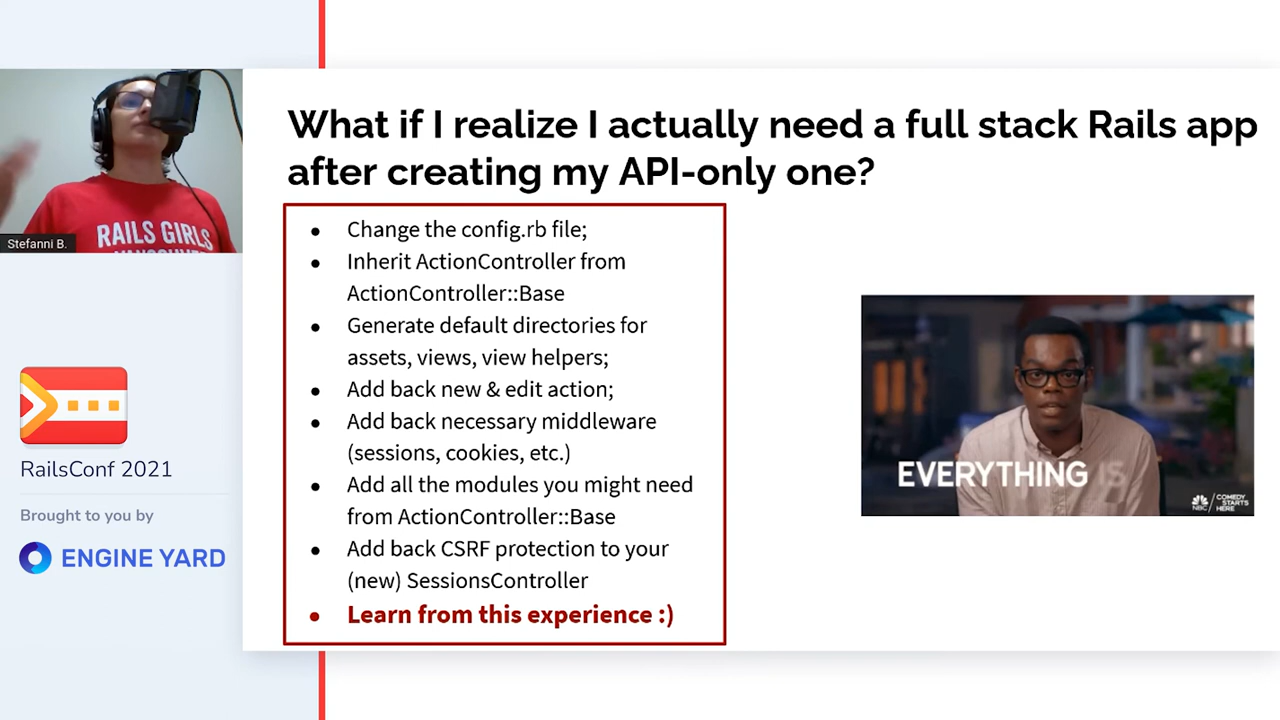 What if I realize I actually need a full stack Rails app
after creating my API-only one?
RAILS GIRLS
Stefanni B.
• Change the config.rb file;
• Inherit ActionController from
ActionController::Base
• Generate default directories for
assets, views, view helpers;
• Add back new & edit action;
• Add back necessary middleware
(sessions, cookies, etc.)
• Add all the modules you might need
from ActionController::Base
• Add back CSRF protection to your
(new) SessionsController
• Learn from this experience :)
EVERYTHING IS
NBC
COMEDY
STARTS
HERE
RailsConf 2021
Brought to you by
ENGINE YARD